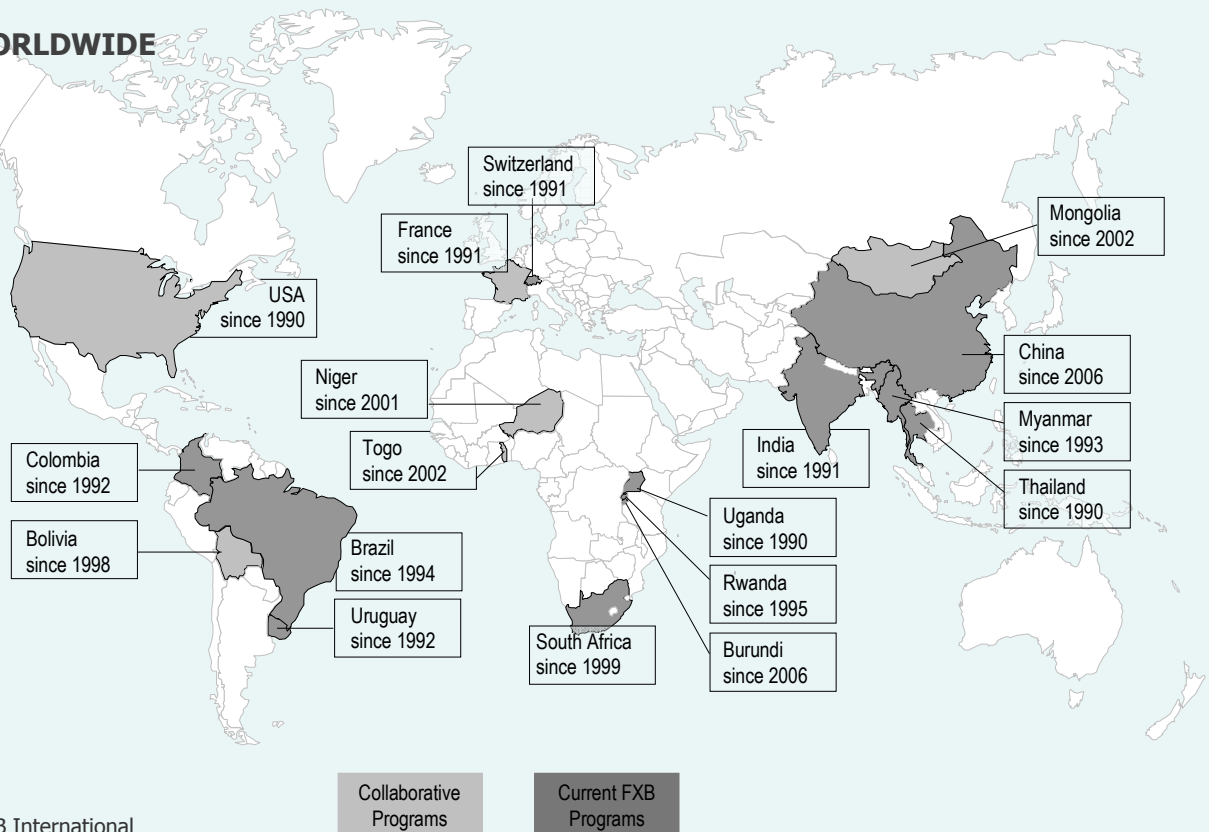 ORLDWIDE
Switzerland
since 1991
France
since 1991
Mongolia
since 2002
USA
since 1990
China
since 2006
Niger
since 2001
Myanmar
since 1993
Togo
since 2002
India
since 1991
Colombia
since 1992
Thailand
since 1990
Uganda
since 1990
Bolivia
since 1998
Brazil
since 1994
Rwanda
since 1995
Uruguay
since 1992
South Africa
since 1999
Burundi
since 2006
Collaborative
Programs
Current FXB
Programs
B International